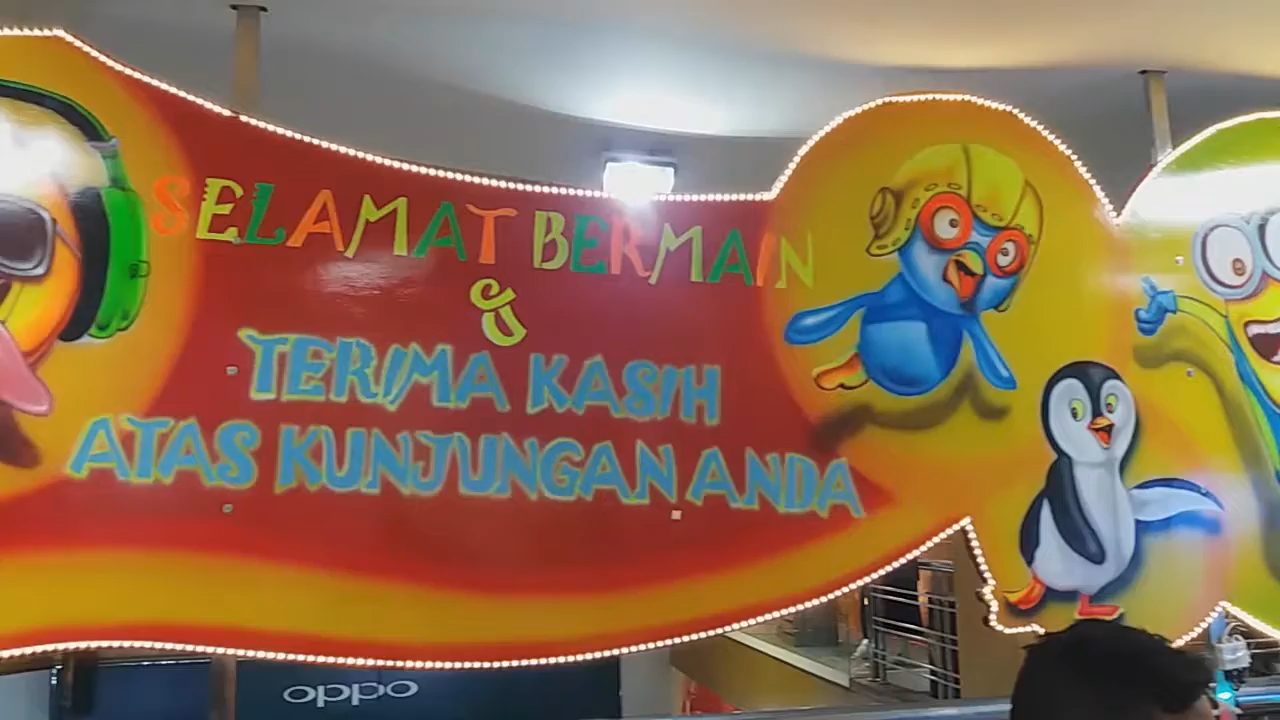 SELAMAT BERMAIN
&
TERIMA KASIH
ATAS KUNJUNGAN ANDA
oppo